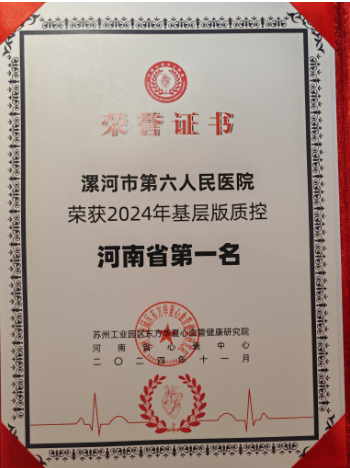 荣誉证书
漯河市第六人民医院
荣获2024年基层版质控
河南省第一名
苏州工业园区东方华夏心血管健康研究院
河南省心衰中心
二〇二四年十一月